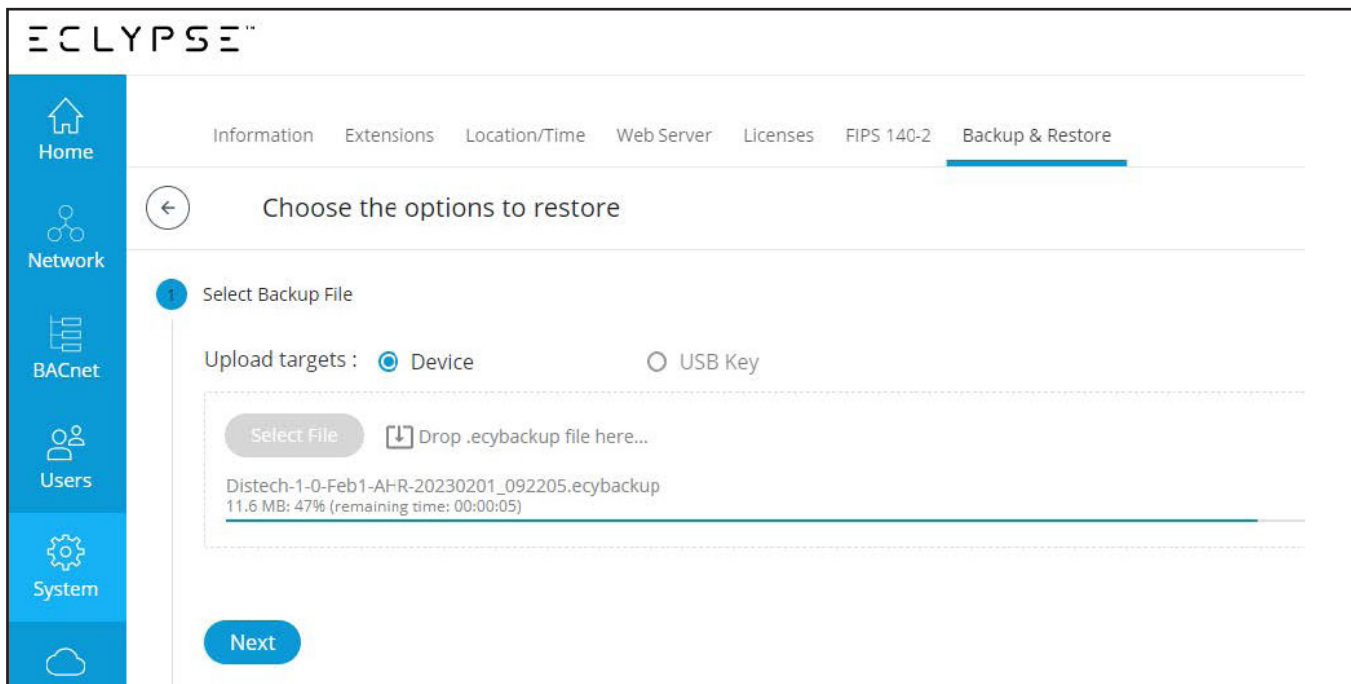 ECLYPSE™
Home
Network
BACnet
Users
System
Information Extensions Location/Time Web Server Licenses FIPS 140-2 Backup & Restore
Choose the options to restore
1 Select Backup File
Upload targets : Device USB Key
Select File Drop .ecybackup file here...
Distech-1-0-Feb1-AHR-20230201_092205.ecybackup
11.6 MB: 47% (remaining time: 00:00:05)
Next